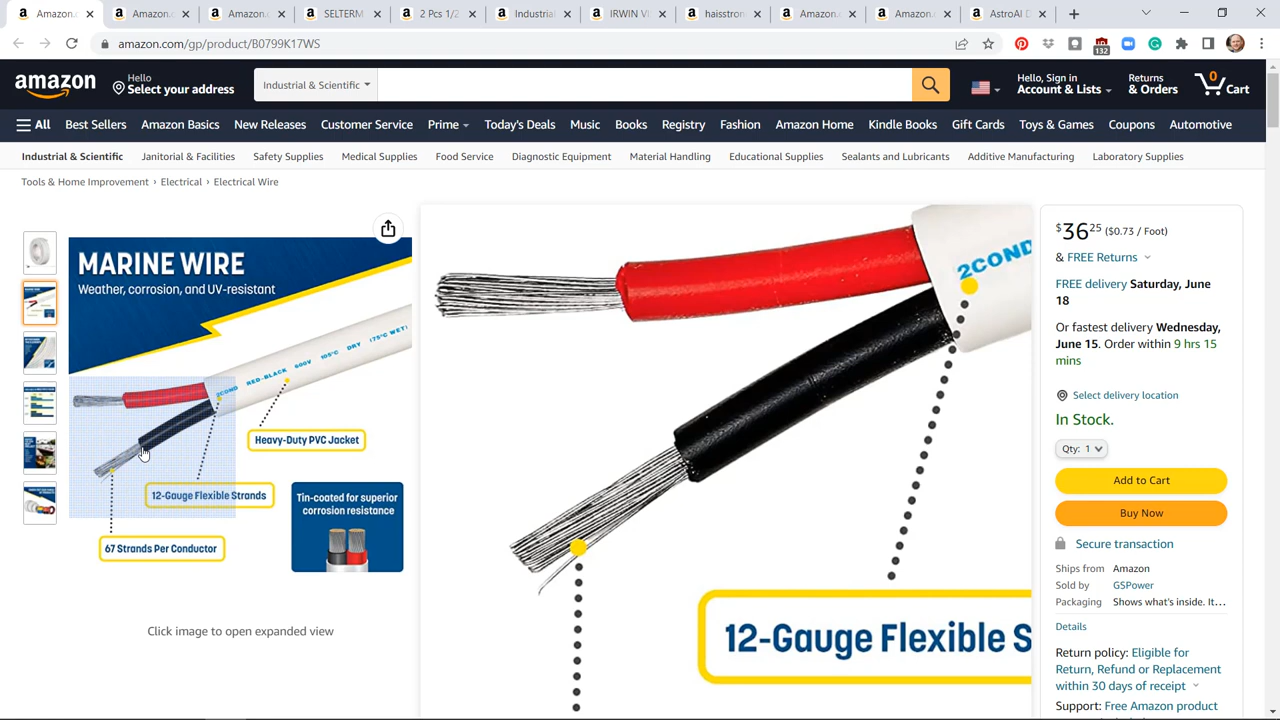 Amazon.c
Amazon.c
Amazon.c
SELTERM
2 Pcs 1/2
Industrial
IRWIN VI
haisstron
Amazon.c
Amazon.c
AstroAI D
amazon.com/gp/product/B0799K17WS
132
amazon
Hello
Select your address
Industrial & Scientific
Hello, Sign in
Account & Lists
Returns
& Orders
0
Cart
All
Best Sellers
Amazon Basics
New Releases
Customer Service
Prime
Today's Deals
Music
Books
Registry
Fashion
Amazon Home
Kindle Books
Gift Cards
Toys & Games
Coupons
Automotive
Industrial & Scientific
Janitorial & Facilities
Safety Supplies
Medical Supplies
Food Service
Diagnostic Equipment
Material Handling
Educational Supplies
Sealants and Lubricants
Additive Manufacturing
Laboratory Supplies
Tools & Home Improvement › Electrical › Electrical Wire
MARINE WIRE
Weather, corrosion, and UV-resistant
2COND RED-BLACK 600V 105°C DRY (75°C WET)
Heavy-Duty PVC Jacket
12-Gauge Flexible Strands
Tin-coated for superior
corrosion resistance
67 Strands Per Conductor
Click image to open expanded view
2COND
12-Gauge Flexible S
$36 25 ($0.73 / Foot)
& FREE Returns
FREE delivery Saturday, June
18
Or fastest delivery Wednesday,
June 15. Order within 9 hrs 15
mins
Select delivery location
In Stock.
Qty: 1
Add to Cart
Buy Now
Secure transaction
Ships from Amazon
Sold by GSPower
Packaging Shows what's inside. It…
Details
Return policy: Eligible for
Return, Refund or Replacement
within 30 days of receipt
Support: Free Amazon product